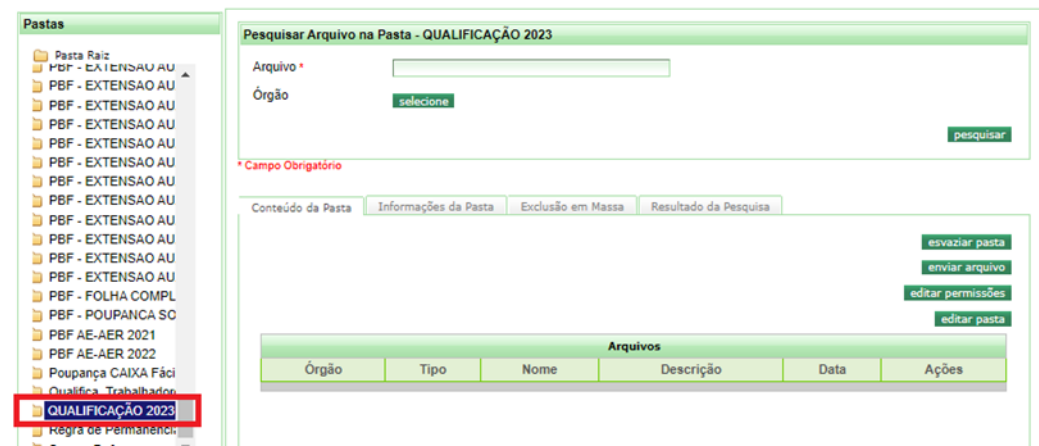 Pastas
Pasta Raiz
PBF - EXTENSAO AU
PBF - EXTENSAO AU
PBF - EXTENSAO AU
PBF - EXTENSAO AU
PBF - EXTENSAO AU
PBF - EXTENSAO AU
PBF - EXTENSAO AU
PBF - EXTENSAO AU
PBF - EXTENSAO AU
PBF - EXTENSAO AU
PBF - EXTENSAO AU
PBF - EXTENSAO AU
PBF - FOLHA COMPL
PBF - POUPANCA SO
PBF AE-AER 2021
PBF AE-AER 2022
Poupança CAIXA Fáci
Qualifica. Trabalhador
QUALIFICAÇÃO 2023
Regra de Permanênci
Pesquisar Arquivo na Pasta - QUALIFICAÇÃO 2023
Arquivo *
Órgão selecione
pesquisar
* Campo Obrigatório
Conteúdo da Pasta Informações da Pasta Exclusão em Massa Resultado da Pesquisa
esvaziar pasta
enviar arquivo
editar permissões
editar pasta
Arquivos
Órgão Tipo Nome Descrição Data Ações